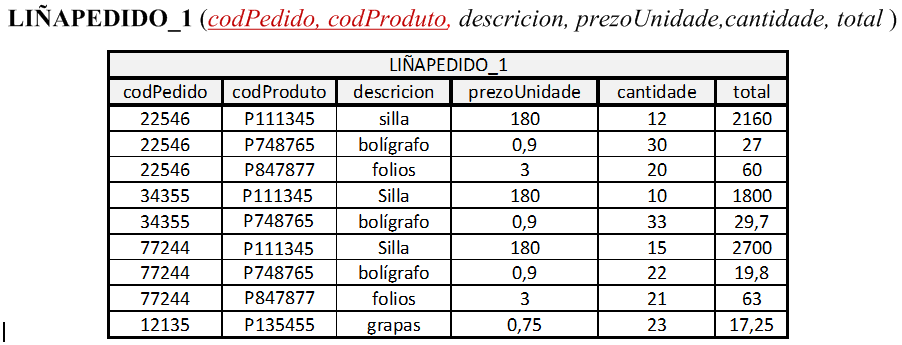 LIÑAPEDIDO_1 (codPedido, codProduto, descricion, prezoUnidade,cantidade, total )
LIÑAPEDIDO_1
codPedido codProduto descricion prezoUnidade cantidade total
22546 P111345 silla 180 12 2160
22546 P748765 bolígrafo 0,9 30 27
22546 P847877 folios 3 20 60
34355 P111345 Silla 180 10 1800
34355 P748765 bolígrafo 0,9 33 29,7
77244 P111345 Silla 180 15 2700
77244 P748765 bolígrafo 0,9 22 19,8
77244 P847877 folios 3 21 63
12135 P135455 grapas 0,75 23 17,25